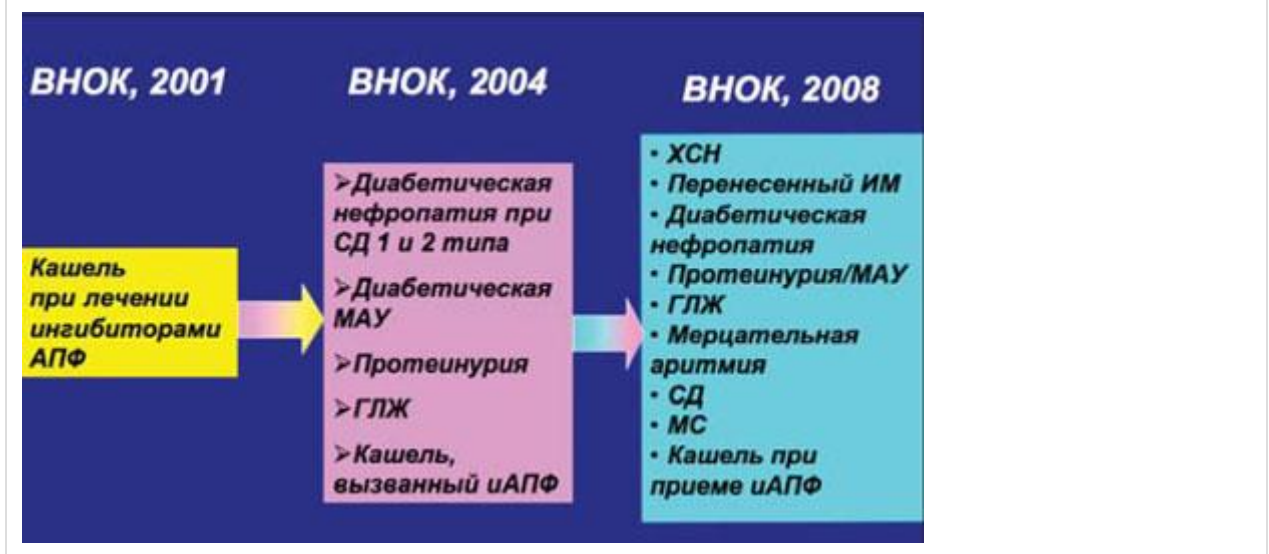 ВНОК, 2001
Кашель
при лечении
ингибиторами
АПФ
ВНОК, 2004
➢Диабетическая
нефропатия при
СД 1 и 2 типа
➢Диабетическая
МАУ
➢Протеинурия
➢ГЛЖ
➢Кашель,
вызванный иАПФ
ВНОК, 2008
• ХСН
• Перенесенный ИМ
• Диабетическая
нефропатия
• Протеинурия/МАУ
• ГЛЖ
• Мерцательная
аритмия
• СД
• МС
• Кашель при
приеме иАПФ